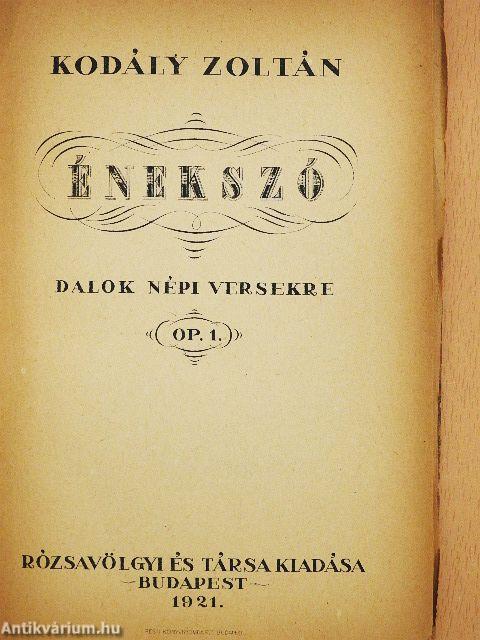 KODÁLY ZOLTÁN
ÉNEKSZÓ
DALOK NÉPI VERSEKRE
OP. 1.
RÓZSAVÖLGYI ÉS TÁRSA KIADÁSA
BUDAPEST
1921.
Antikvárium.hu